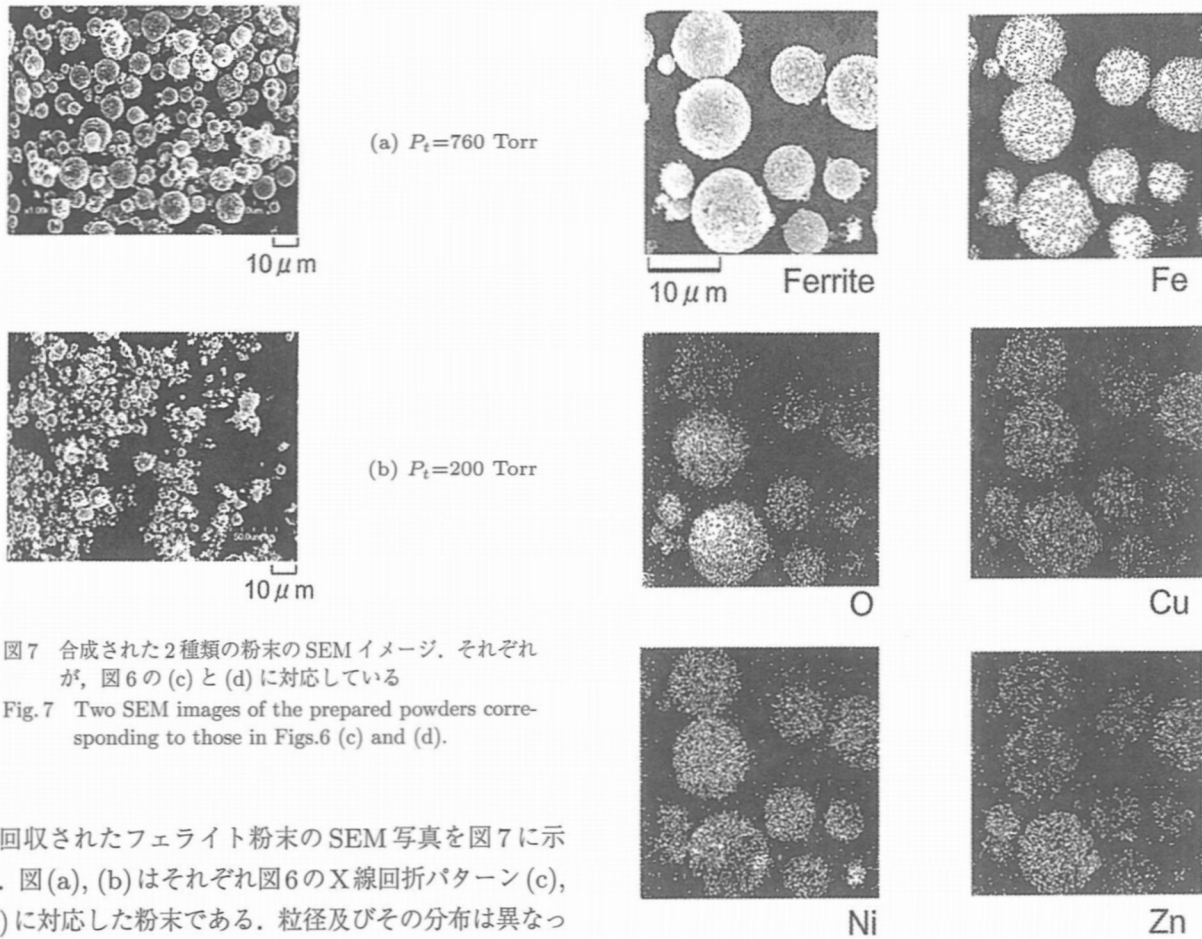 (a) P_t=760 Torr
10 μm
(b) P_t=200 Torr
50.0um
10 μm
図7 合成された2種類の粉末のSEMイメージ.それぞれ
が,図6の(c)と(d)に対応している
Fig.7 Two SEM images of the prepared powders corre-
sponding to those in Figs.6 (c) and (d).
回収されたフェライト粉末のSEM写真を図7に示
.図(a),(b)はそれぞれ図6のX線回折パターン(c),
)に対応した粉末である.粒径及びその分布は異なっ
10 μm
Ferrite
Fe
O
Cu
Ni
Zn